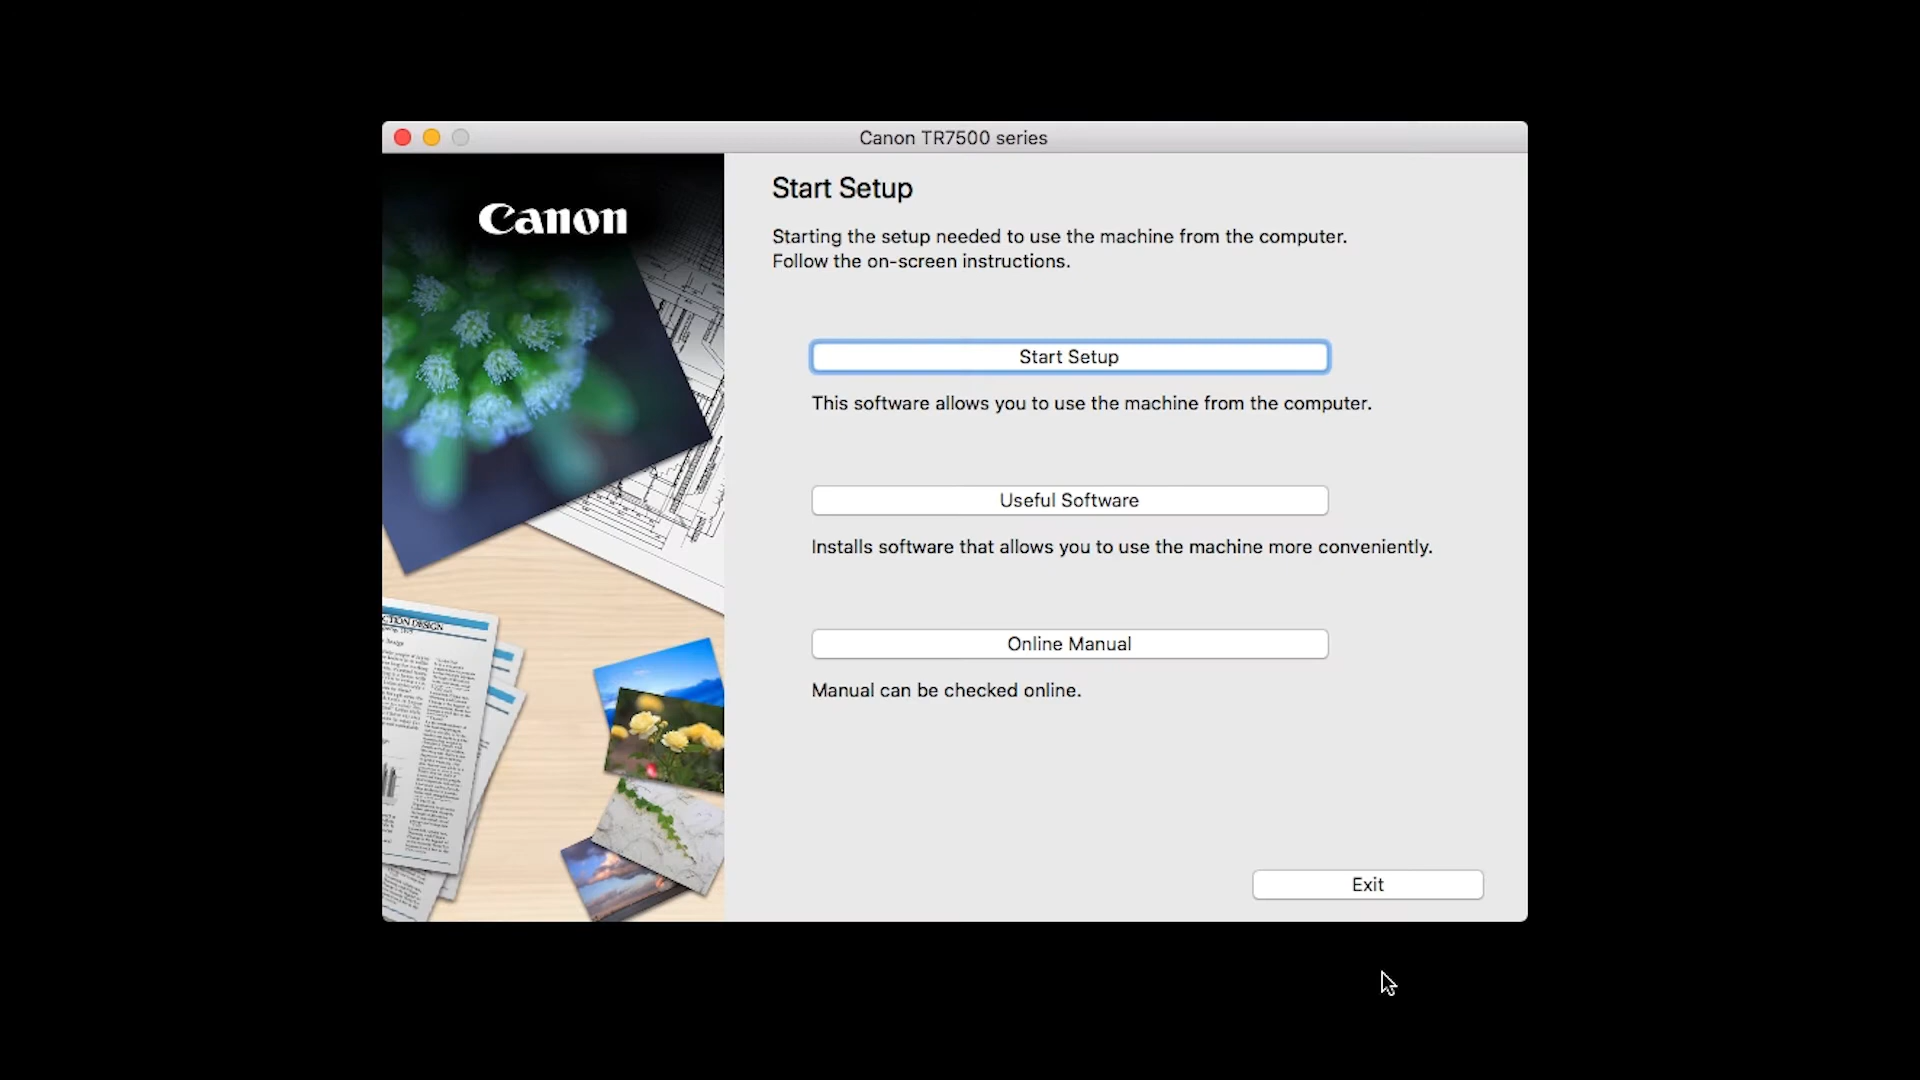 Canon TR7500 series
Canon
Start Setup
Starting the setup needed to use the machine from the computer.
Follow the on-screen instructions.
Start Setup
This software allows you to use the machine from the computer.
Useful Software
Installs software that allows you to use the machine more conveniently.
Online Manual
Manual can be checked online.
CTION DESIGN
Exit